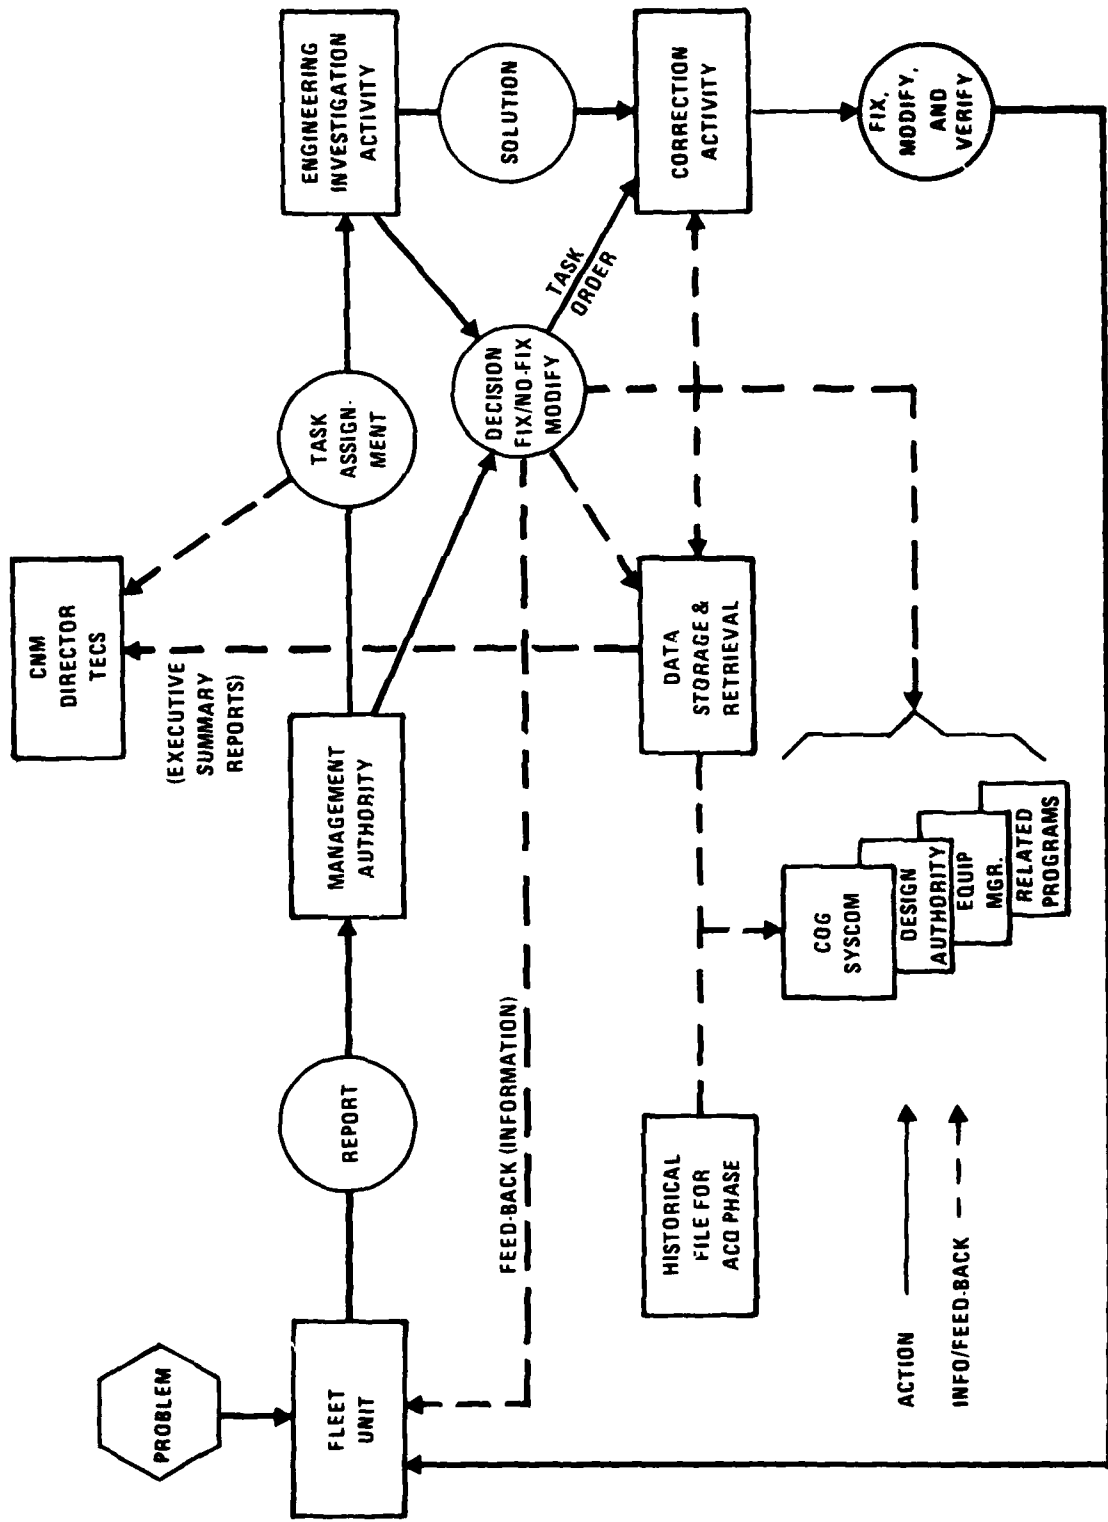 PROBLEM
FLEET
UNIT
REPORT
MANAGEMENT
AUTHORITY
TASK
ASSIGN-
MENT
ENGINEERING
INVESTIGATION
ACTIVITY
CNM
DIRECTOR
TECS
(EXECUTIVE
SUMMARY
REPORTS)
SOLUTION
DECISION
FIX/NO-FIX
MODIFY
TASK
ORDER
CORRECTION
ACTIVITY
FIX,
MODIFY,
AND
VERIFY
FEED-BACK (INFORMATION)
DATA
STORAGE &
RETRIEVAL
HISTORICAL
FILE FOR
ACQ PHASE
COG
SYSCOM
DESIGN
AUTHORITY
EQUIP
MGR.
RELATED
PROGRAMS
ACTION
INFO/FEED-BACK